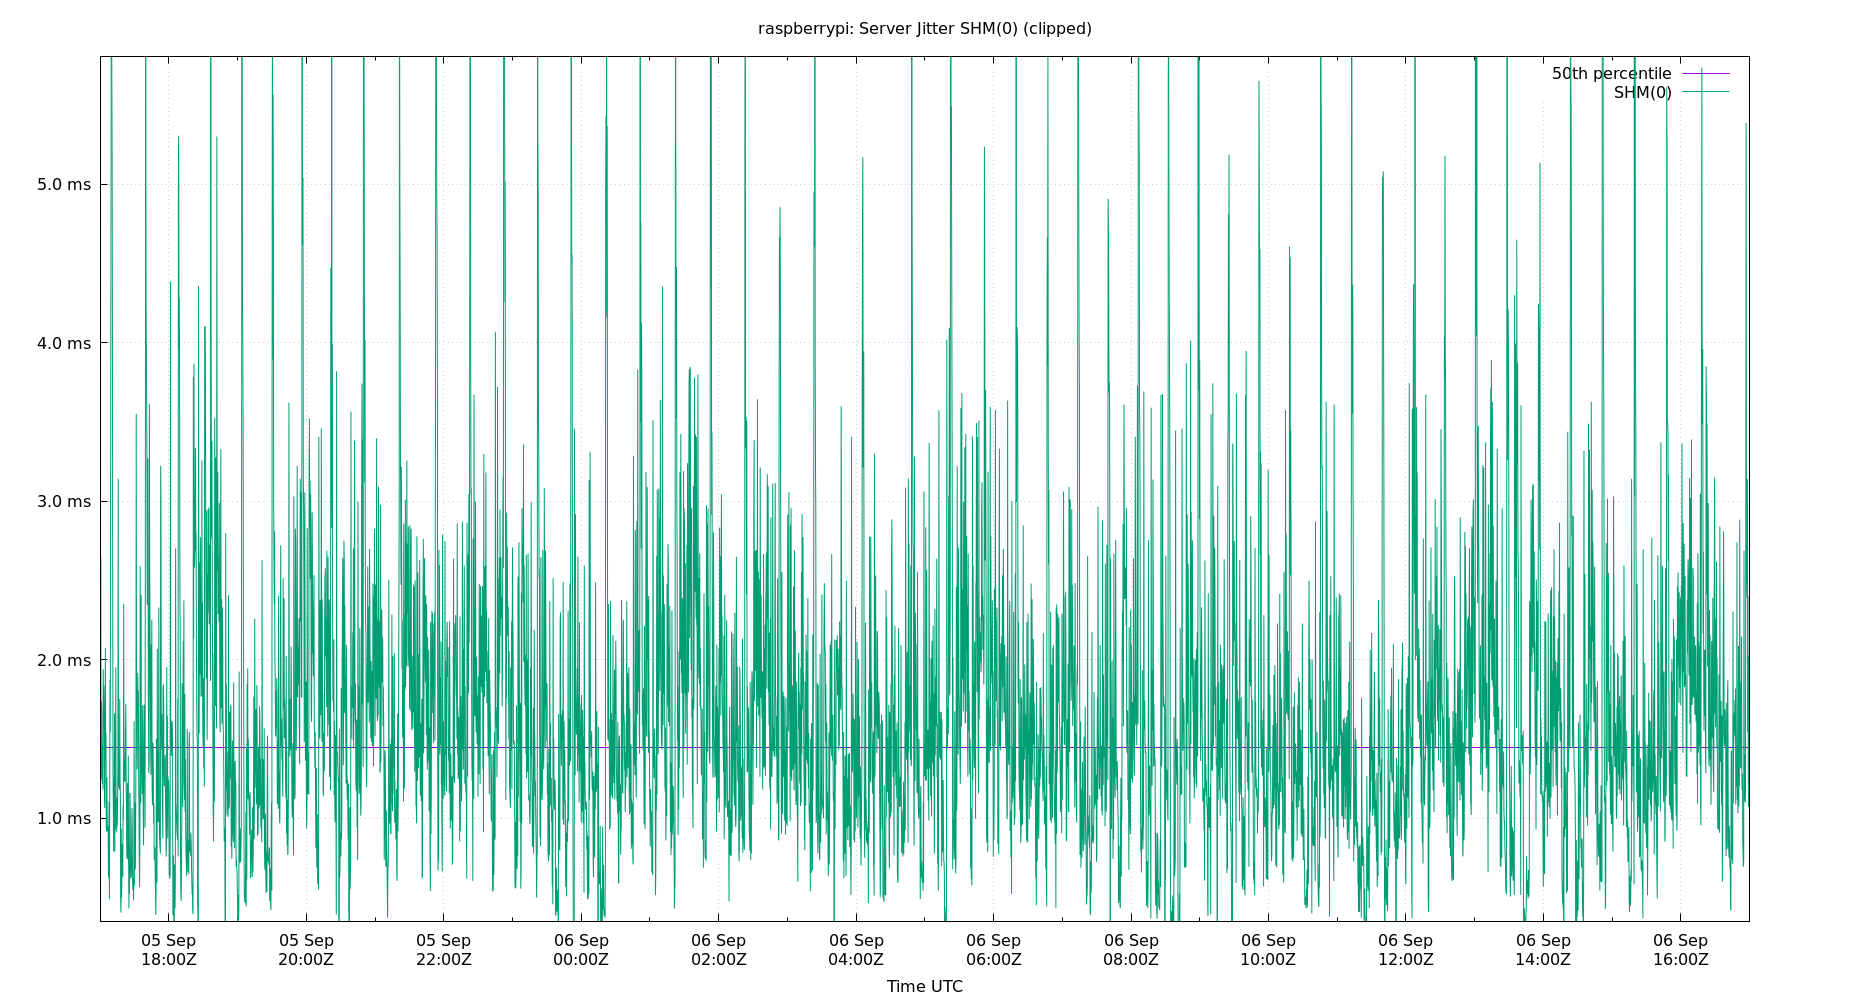 raspberrypi: Server Jitter SHM(0) (clipped)
50th percentile
SHM(0)
5.0 ms
4.0 ms
3.0 ms
2.0 ms
1.0 ms
05 Sep 05 Sep 05 Sep 06 Sep 06 Sep 06 Sep 06 Sep 06 Sep 06 Sep 06 Sep 06 Sep 06 Sep
18:00Z 20:00Z 22:00Z 00:00Z 02:00Z 04:00Z 06:00Z 08:00Z 10:00Z 12:00Z 14:00Z 16:00Z
Time UTC